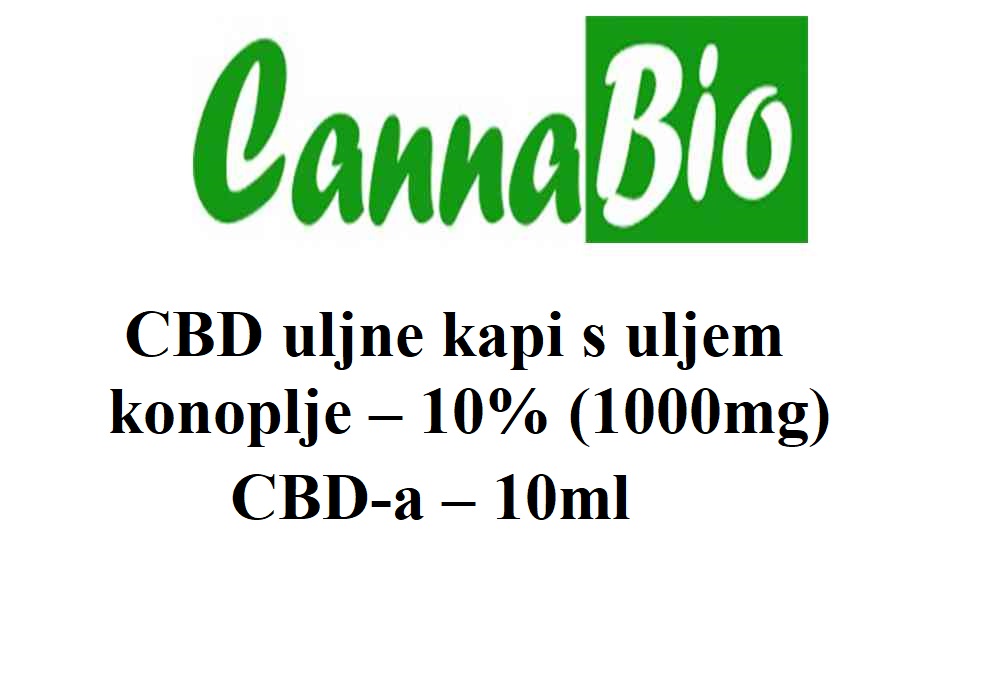 CannaBio
CBD uljne kapi s uljem
konoplje – 10% (1000mg)
CBD-a – 10ml